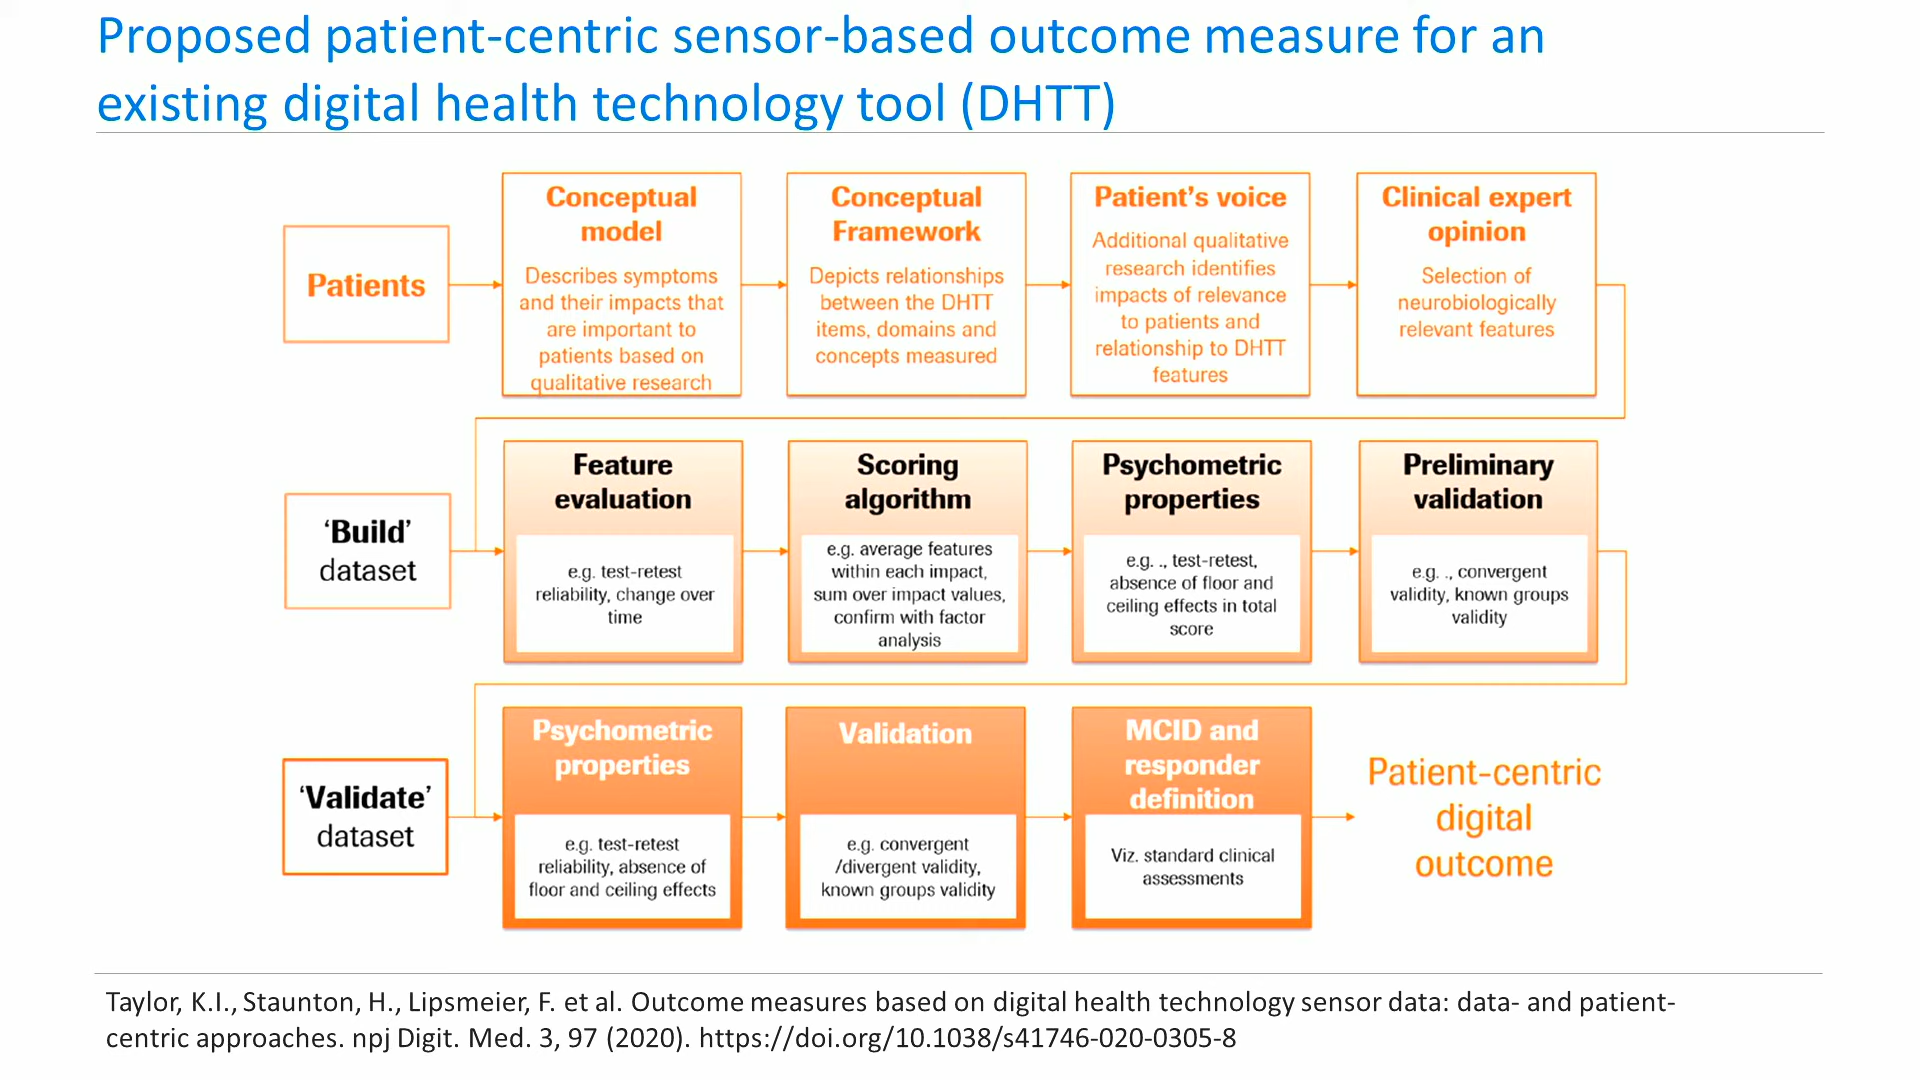 Proposed patient-centric sensor-based outcome measure for an
existing digital health technology tool (DHTT)
Patients
Conceptual
model
Describes symptoms
and their impacts that
are important to
patients based on
qualitative research
Conceptual
Framework
Depicts relationships
between the DHTT
items, domains and
concepts measured
Patient's voice
Additional qualitative
research identifies
impacts of relevance
to patients and
relationship to DHTT
features
Clinical expert
opinion
Selection of
neurobiologically
relevant features
'Build'
dataset
Feature
evaluation
e.g. test-retest
reliability, change over
time
Scoring
algorithm
e.g. average features
within each impact,
sum over impact values,
confirm with factor
analysis
Psychometric
properties
e.g. ., test-retest,
absence of floor and
ceiling effects in total
score
Preliminary
validation
e.g. ., convergent
validity, known groups
validity
'Validate'
dataset
Psychometric
properties
e.g. test-retest
reliability, absence of
floor and ceiling effects
Validation
e.g. convergent
/divergent validity,
known groups validity
MCID and
responder
definition
Viz. standard clinical
assessments
Patient-centric
digital
outcome
Taylor, K.I., Staunton, H., Lipsmeier, F. et al. Outcome measures based on digital health technology sensor data: data- and patient-
centric approaches. npj Digit. Med. 3, 97 (2020). https://doi.org/10.1038/s41746-020-0305-8